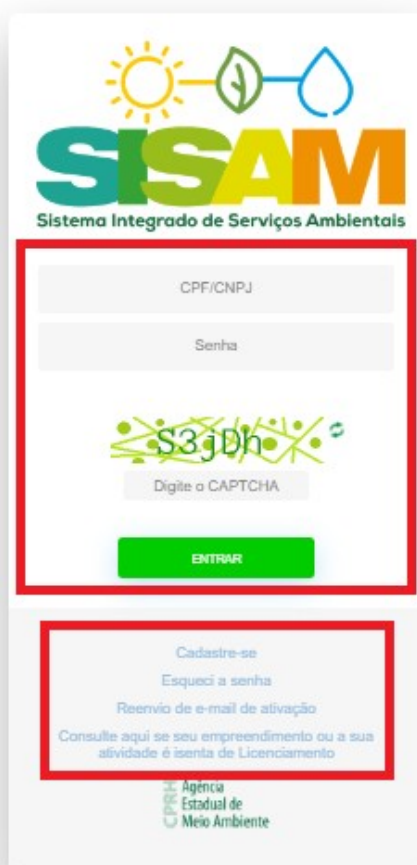 SISAM
Sistema Integrado de Serviços Ambientais
CPF/CNPJ
Senha
S3jDh
Digite o CAPTCHA
ENTRAR
Cadastre-se
Esqueci a senha
Reenvio de e-mail de ativação
Consulte aqui se seu empreendimento ou a sua
atividade é isenta de Licenciamento
CPRH
Agência
Estadual de
Meio Ambiente